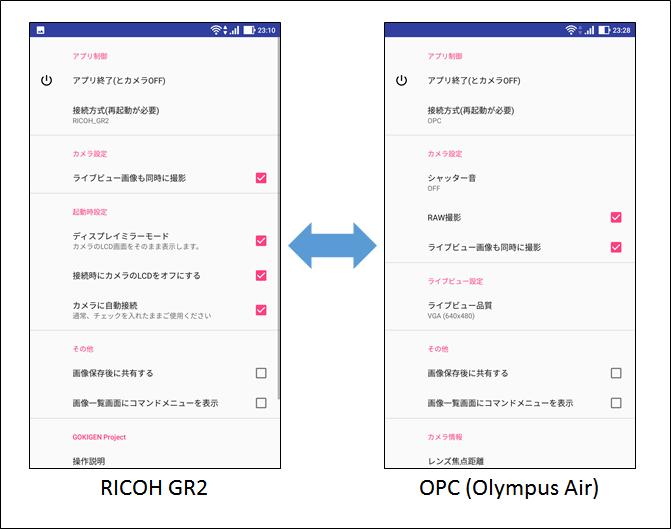 23:10
アプリ制御
アプリ終了(とカメラOFF)
接続方式(再起動が必要)
RICOH_GR2
カメラ設定
ライブビュー画像も同時に撮影
起動時設定
ディスプレイミラーモード
カメラのLCD画面をそのまま表示します。
接続時にカメラのLCDをオフにする
カメラに自動接続
通常、チェックを入れたままご使用ください
その他
画像保存後に共有する
画像一覧画面にコマンドメニューを表示
GOKIGEN Project
操作説明
RICOH GR2
23:28
アプリ制御
アプリ終了(とカメラOFF)
接続方式(再起動が必要)
OPC
カメラ設定
シャッター音
OFF
RAW撮影
ライブビュー画像も同時に撮影
ライブビュー設定
ライブビュー品質
VGA (640x480)
その他
画像保存後に共有する
画像一覧画面にコマンドメニューを表示
カメラ情報
レンズ焦点距離
OPC (Olympus Air)